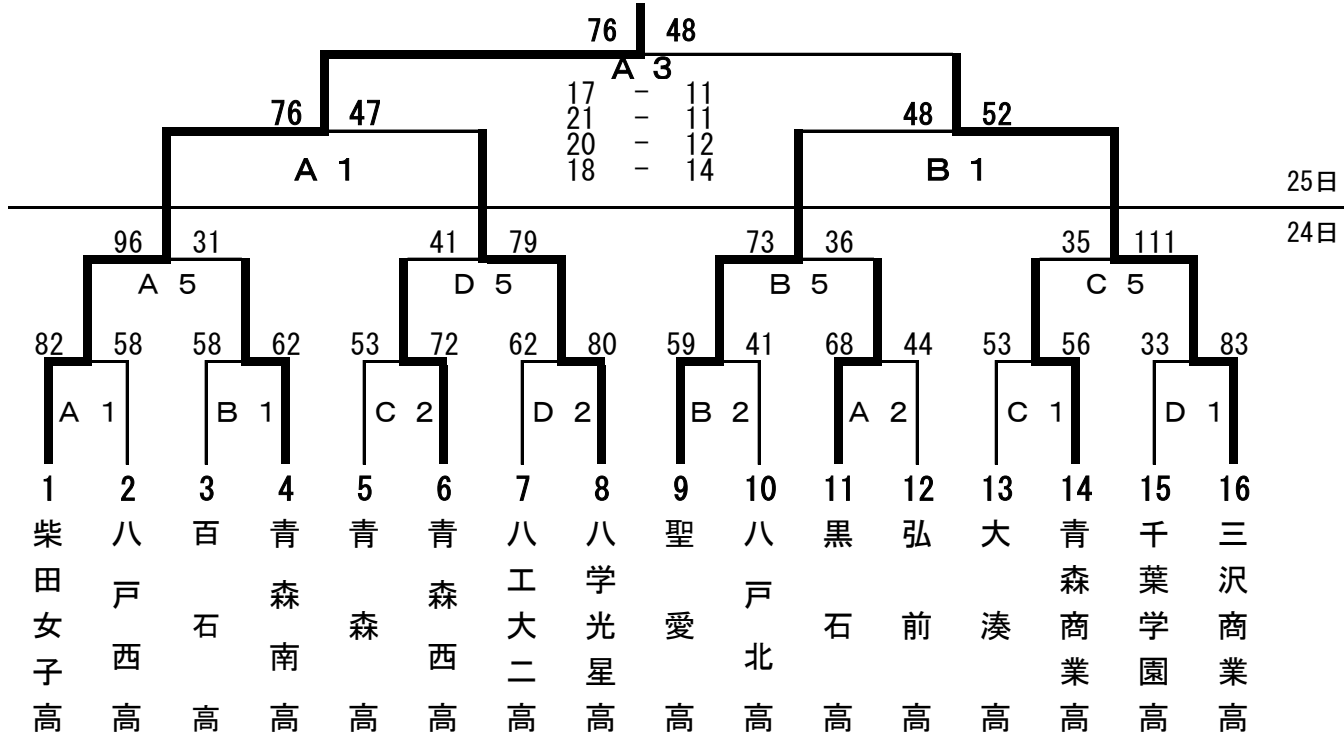 76 48
A 3
17 - 11
21 - 11
20 - 12
18 - 14
76 47
48 52
A 1
B 1
25日
24日
96 31
41 79
73 36
35 111
A 5
D 5
B 5
C 5
82 58
58 62
53 72
62 80
59 41
68 44
53 56
33 83
A 1
B 1
C 2
D 2
B 2
A 2
C 1
D 1
1 2 3 4 5 6 7 8 9 10 11 12 13 14 15 16
柴田女子高
八戸西高
百石高
青森南高
青森高
青森西高
八工大二高
八学光星高
聖愛高
八戸北高
黒石高
弘前高
大湊高
青森商業高
千葉学園高
三沢商業高